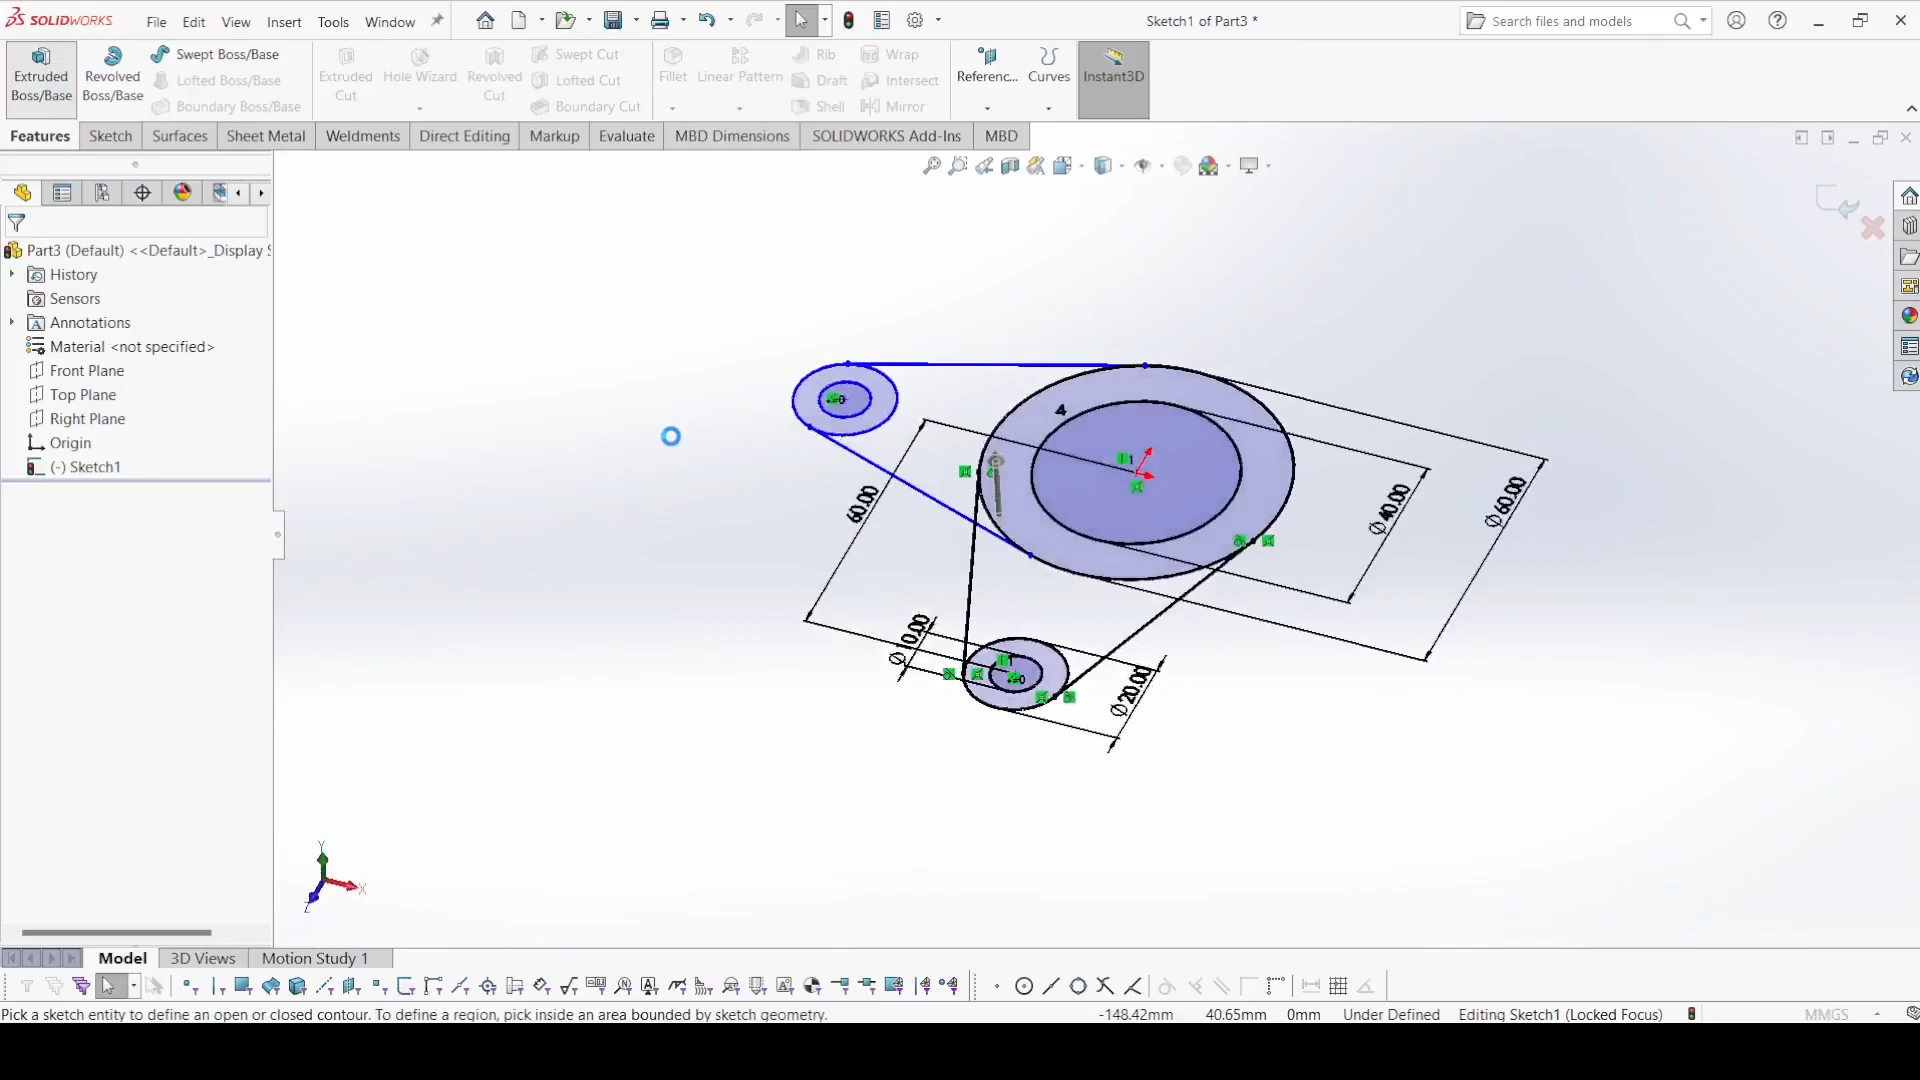 SOLIDWORKS File Edit View Insert Tools Window Sketch1 of Part3 * Search files and models
Extruded Boss/Base
Revolved Boss/Base
Swept Boss/Base
Lofted Boss/Base
Boundary Boss/Base
Extruded Cut
Hole Wizard
Revolved Cut
Swept Cut
Lofted Cut
Boundary Cut
Fillet
Linear Pattern
Rib
Draft
Shell
Wrap
Intersect
Mirror
Referenc...
Curves
Instant3D
Features Sketch Surfaces Sheet Metal Weldments Direct Editing Markup Evaluate MBD Dimensions SOLIDWORKS Add-Ins MBD
Part3 (Default) <<Default>_Display S
History
Sensors
Annotations
Material <not specified>
Front Plane
Top Plane
Right Plane
Origin
(-) Sketch1
4
60.00
Ø40.00
Ø60.00
Ø10.00
Ø20.00
Y
X
Z
Model 3D Views Motion Study 1
Pick a sketch entity to define an open or closed contour. To define a region, pick inside an area bounded by sketch geometry. -148.42mm 40.65mm 0mm Under Defined Editing Sketch1 (Locked Focus) MMGS